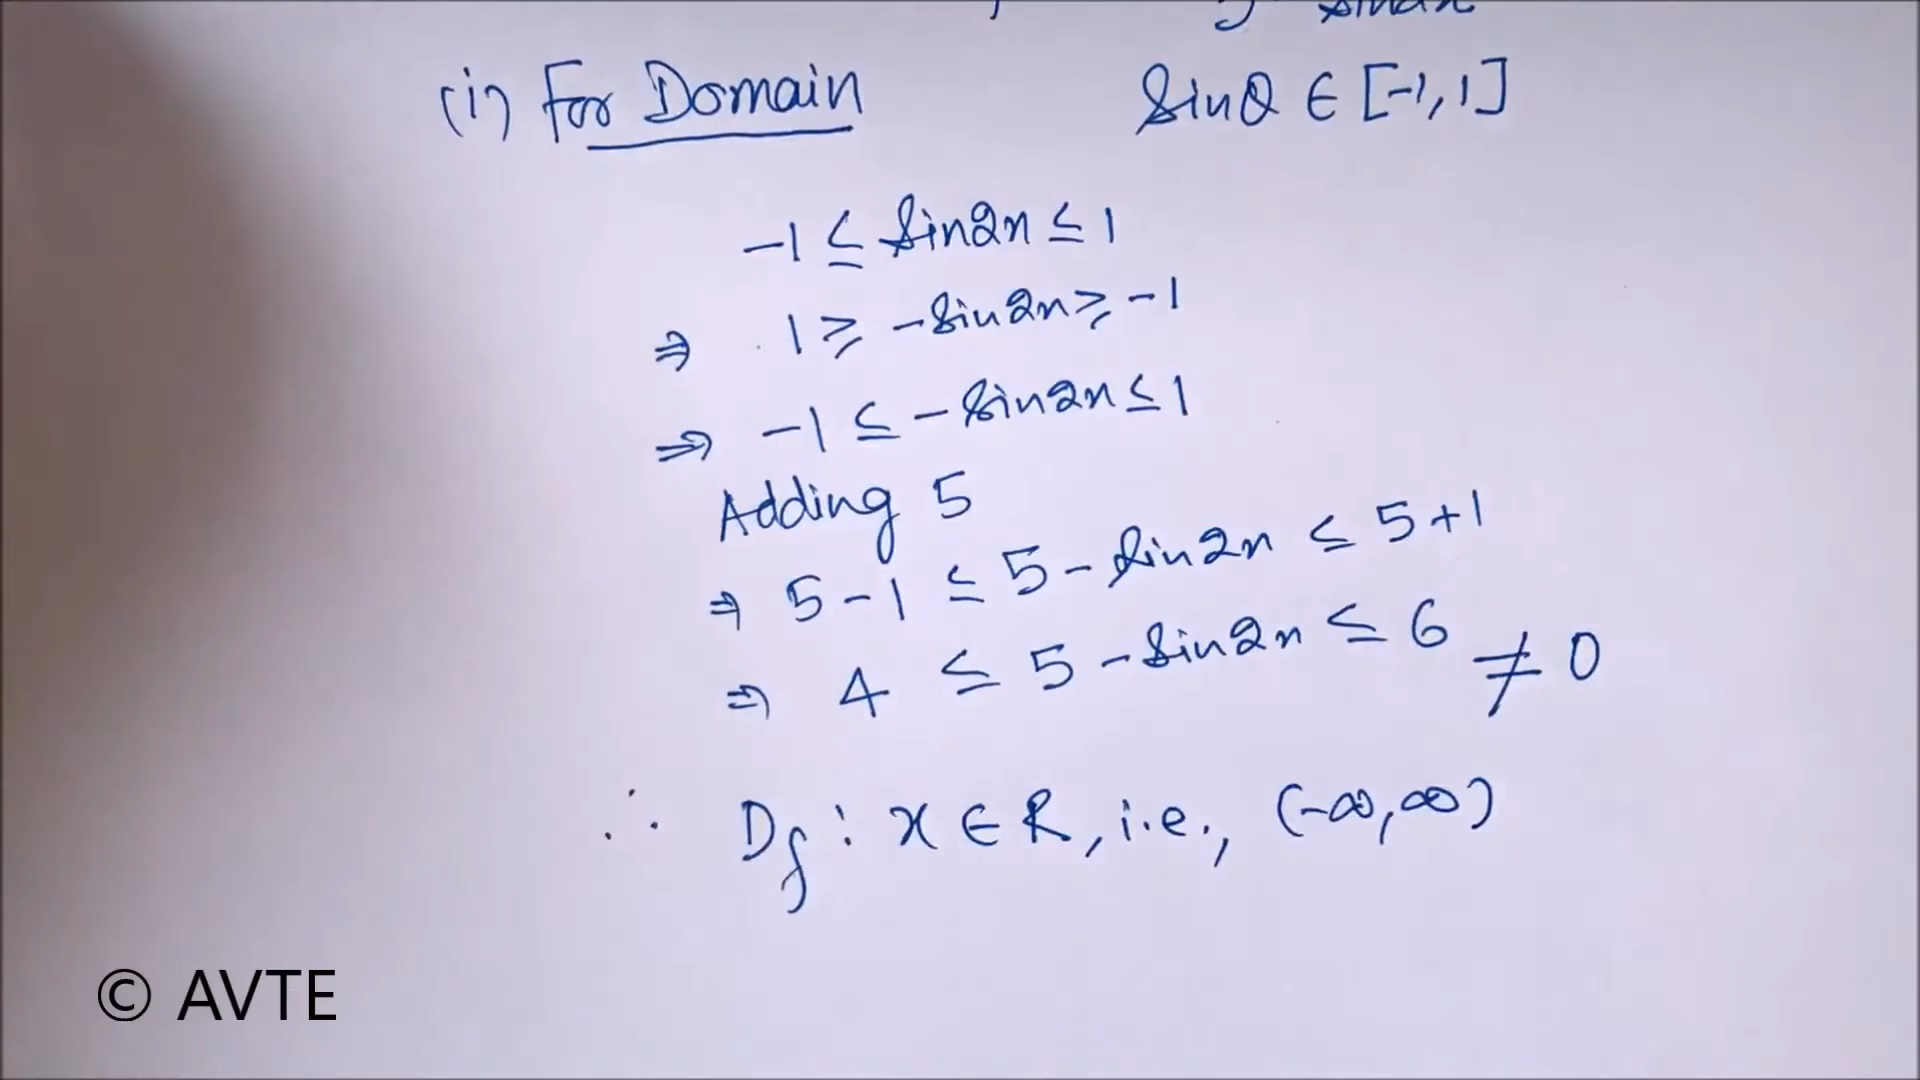 (i) For Domain    Sinθ ∈ [-1, 1]
-1 ≤ Sin2x ≤ 1
⇒ 1 ≥ -Sin2x ≥ -1
⇒ -1 ≤ -Sin2x ≤ 1
Adding 5
⇒ 5-1 ≤ 5-Sin2x ≤ 5+1
⇒ 4 ≤ 5-Sin2x ≤ 6 ≠ 0
∴ Df : x ∈ R, i.e., (-∞, ∞)
© AVTE